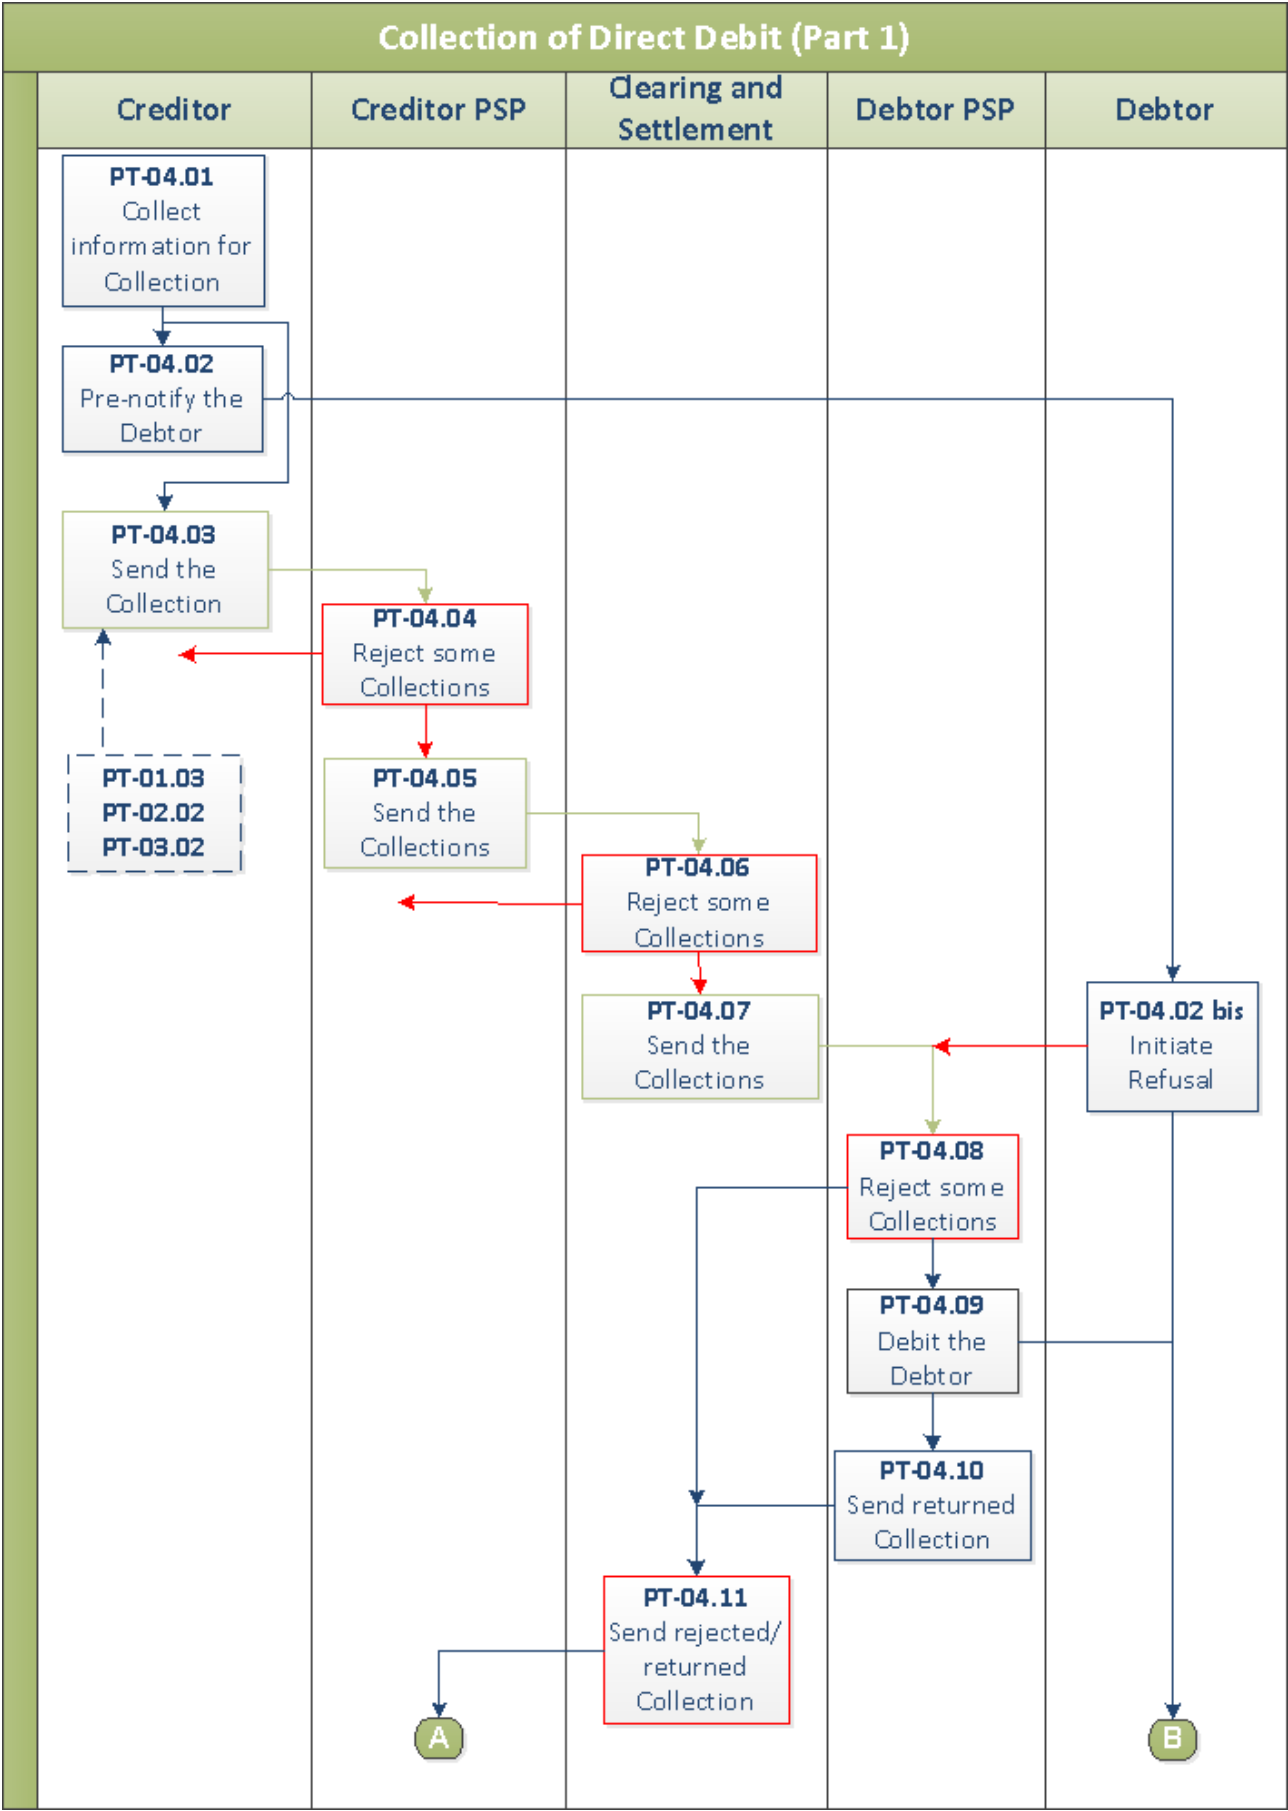 Collection of Direct Debit (Part 1)
Creditor
Creditor PSP
Clearing and
Settlement
Debtor PSP
Debtor
PT-04.01
Collect
information for
Collection
PT-04.02
Pre-notify the
Debtor
PT-04.03
Send the
Collection
PT-04.04
Reject some
Collections
PT-01.03
PT-02.02
PT-03.02
PT-04.05
Send the
Collections
PT-04.06
Reject some
Collections
PT-04.07
Send the
Collections
PT-04.02 bis
Initiate
Refusal
PT-04.08
Reject some
Collections
PT-04.09
Debit the
Debtor
PT-04.10
Send returned
Collection
PT-04.11
Send rejected/
returned
Collection
A
B